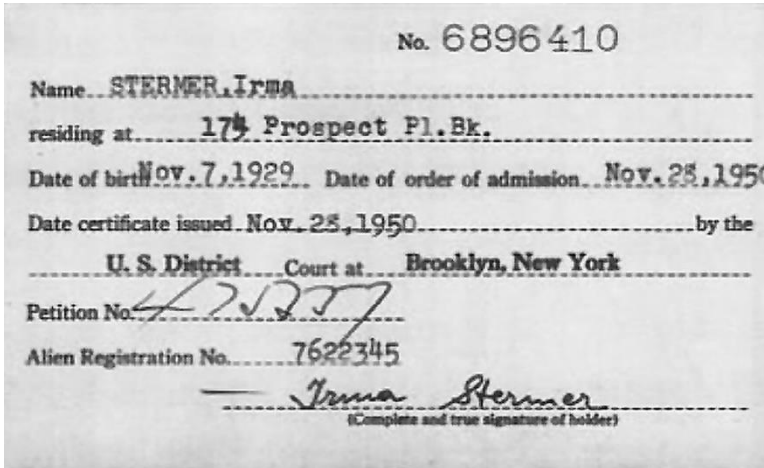 No. 6896410
Name STERMER,Irma
residing at 174 Prospect Pl.Bk.
Date of birth Nov.7,1929 Date of order of admission Nov.28,1950
Date certificate issued Nov.28,1950 by the
U. S. District Court at Brooklyn, New York
Petition No.
Alien Registration No. 7622345
Irma Stermer
(Complete and true signature of holder)